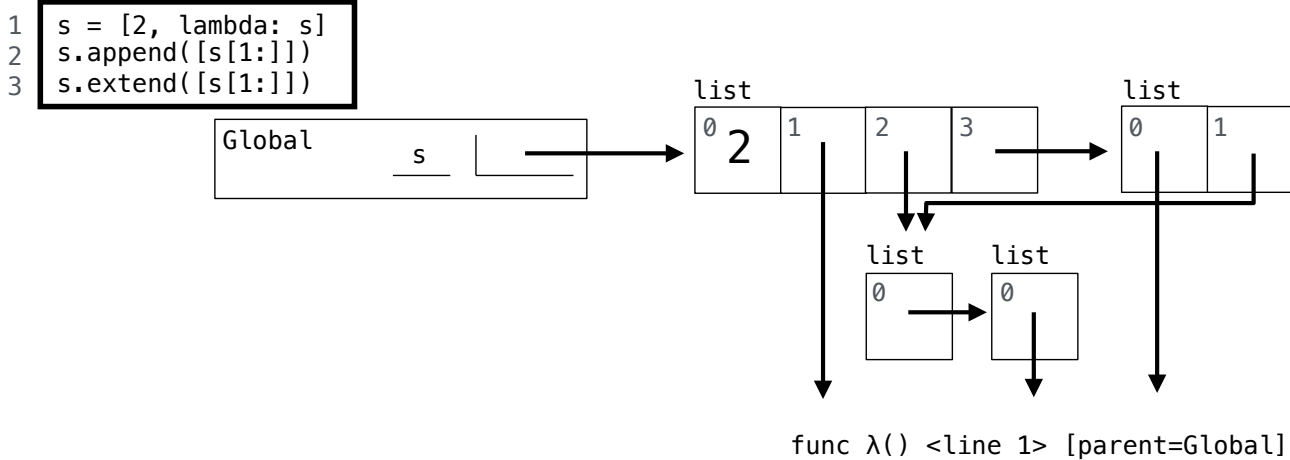 1 s = [2, lambda: s]
2 s.append([s[1:]])
3 s.extend([s[1:]])
list list
Global s 0 2 1 2 3 0 1
list list
0 0
func λ() <line 1> [parent=Global]